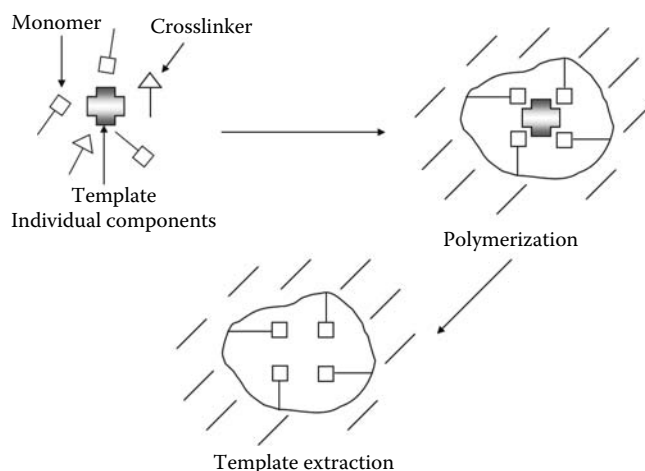 Monomer
Crosslinker
Template
Individual components
Polymerization
Template extraction